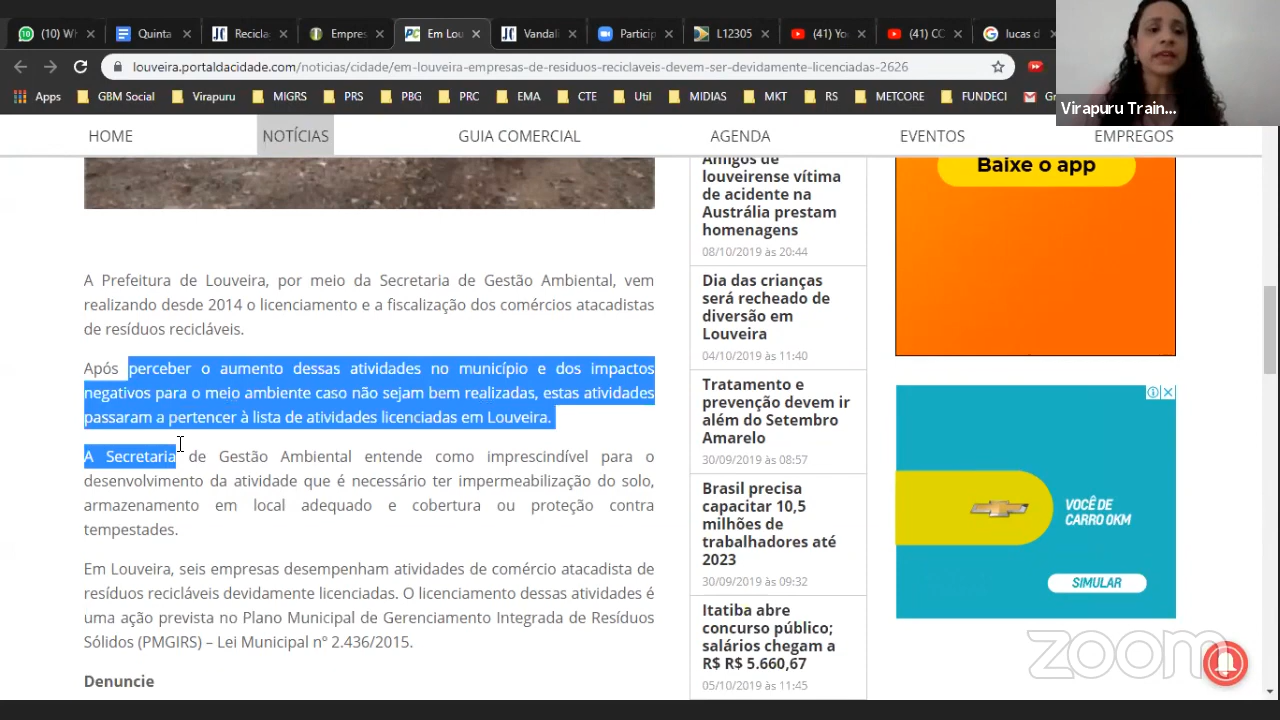 (10) W
Quinta
Recicla
Empres
Em Lou
Vandali
Particip
L12305
(41) Yo
(41) CC
lucas d
louveira.portaldacidade.com/noticias/cidade/em-louveira-empresas-de-residuos-reciclaveis-devem-ser-devidamente-licenciadas-2626
Apps
GBM Social
Virapuru
MIGRS
PRS
PBG
PRC
EMA
CTE
Util
MIDIAS
MKT
RS
METCORE
FUNDECI
Virapuru Train...
HOME
NOTÍCIAS
GUIA COMERCIAL
AGENDA
EVENTOS
EMPREGOS
A Prefeitura de Louveira, por meio da Secretaria de Gestão Ambiental, vem
realizando desde 2014 o licenciamento e a fiscalização dos comércios atacadistas
de resíduos recicláveis.
Após perceber o aumento dessas atividades no município e dos impactos
negativos para o meio ambiente caso não sejam bem realizadas, estas atividades
passaram a pertencer à lista de atividades licenciadas em Louveira.
A Secretaria de Gestão Ambiental entende como imprescindível para o
desenvolvimento da atividade que é necessário ter impermeabilização do solo,
armazenamento em local adequado e cobertura ou proteção contra
tempestades.
Em Louveira, seis empresas desempenham atividades de comércio atacadista de
resíduos recicláveis devidamente licenciadas. O licenciamento dessas atividades é
uma ação prevista no Plano Municipal de Gerenciamento Integrada de Resíduos
Sólidos (PMGIRS) – Lei Municipal nº 2.436/2015.
Denuncie
Amigos de
louveirense vítima
de acidente na
Austrália prestam
homenagens
08/10/2019 às 20:44
Dia das crianças
será recheado de
diversão em
Louveira
04/10/2019 às 11:40
Tratamento e
prevenção devem ir
além do Setembro
Amarelo
30/09/2019 às 08:57
Brasil precisa
capacitar 10,5
milhões de
trabalhadores até
2023
30/09/2019 às 09:32
Itatiba abre
concurso público;
salários chegam a
R$ R$ 5.660,67
05/10/2019 às 11:45
Baixe o app
VOCÊ DE
CARRO 0KM
SIMULAR
zoom